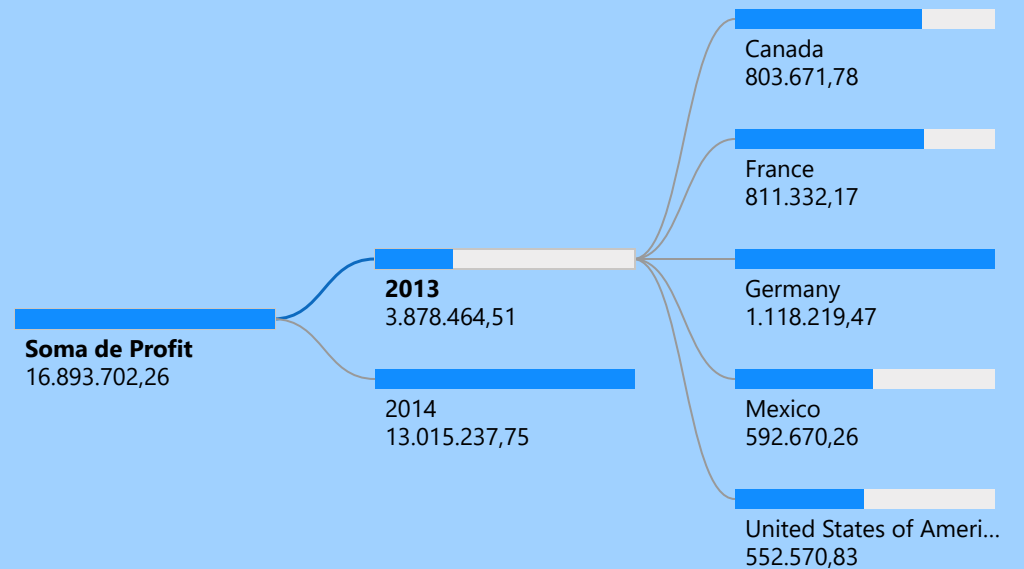 Soma de Profit
16.893.702,26
2013
3.878.464,51
2014
13.015.237,75
Canada
803.671,78
France
811.332,17
Germany
1.118.219,47
Mexico
592.670,26
United States of Ameri...
552.570,83